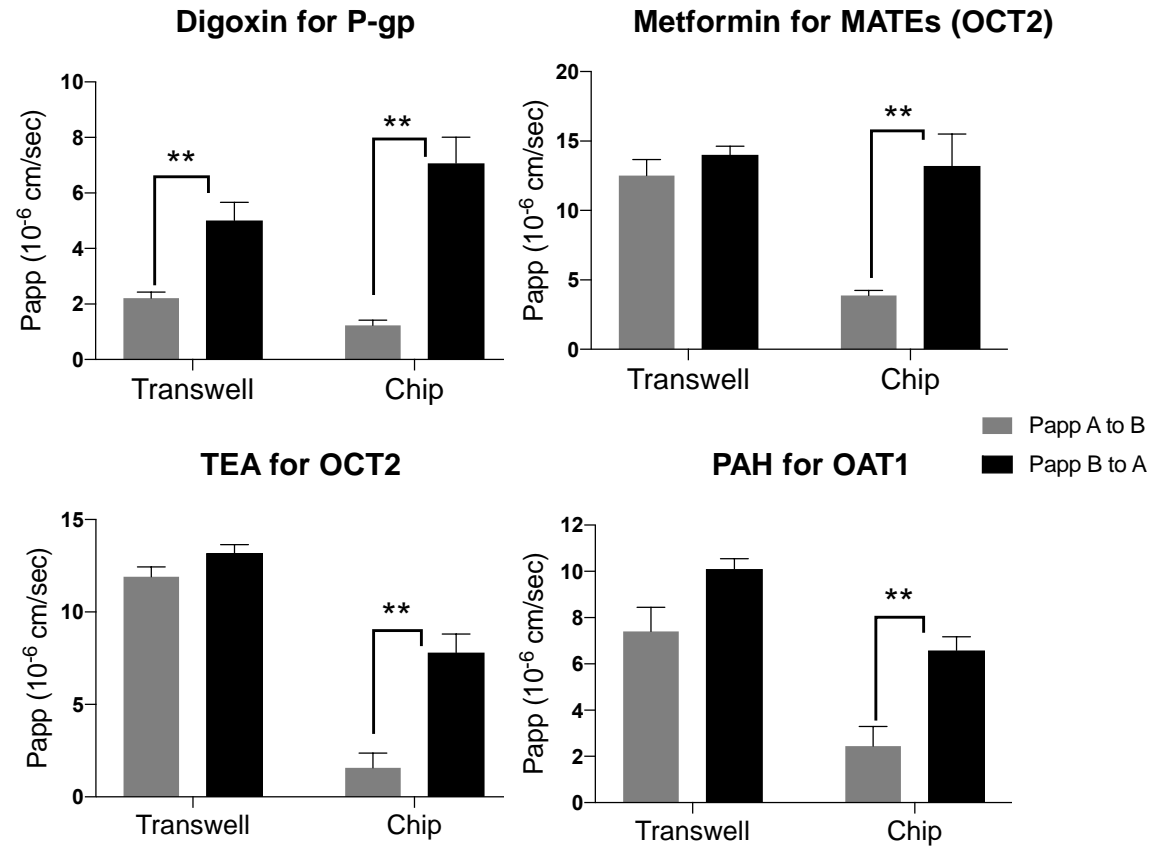 Digoxin for P-gp
Papp (10-6 cm/sec)
10
8
6
4
2
0
**
**
Transwell
Chip
Metformin for MATEs (OCT2)
Papp (10-6 cm/sec)
20
15
10
5
0
**
Transwell
Chip
Papp A to B
Papp B to A
TEA for OCT2
Papp (10-6 cm/sec)
15
10
5
0
**
Transwell
Chip
PAH for OAT1
Papp (10-6 cm/sec)
12
10
8
6
4
2
0
**
Transwell
Chip